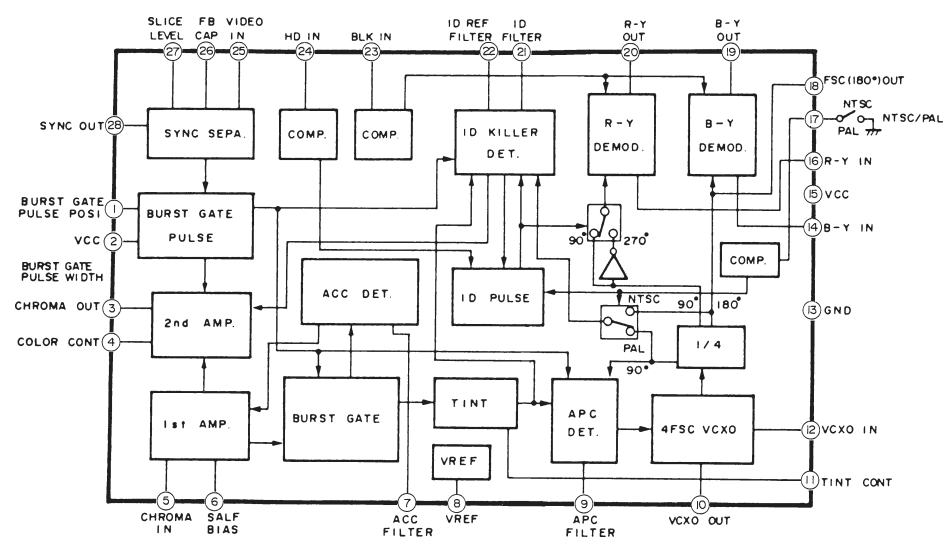 SLICE LEVEL
27
FB CAP
26
VIDEO IN
25
HD IN
24
BLK IN
23
ID REF FILTER
22
ID FILTER
21
R-Y OUT
20
B-Y OUT
19
18
FSC(180°)OUT
SYNC OUT
28
SYNC SEPA.
COMP.
COMP.
ID KILLER DET.
R-Y DEMOD.
B-Y DEMOD.
17
NTSC
PAL
NTSC/PAL
16
R-Y IN
15
VCC
BURST GATE PULSE POSI
1
BURST GATE PULSE
90°
270°
14
B-Y IN
VCC
2
COMP.
BURST GATE PULSE WIDTH
ACC DET.
ID PULSE
NTSC
90°
180°
CHROMA OUT
3
2nd AMP.
13
GND
COLOR CONT
4
PAL
1/4
90°
1st AMP.
BURST GATE
TINT
APC DET.
4FSC VCXO
12
VCXO IN
VREF
11
TINT CONT
5
CHROMA IN
6
SALF BIAS
7
ACC FILTER
8
VREF
9
APC FILTER
10
VCXO OUT